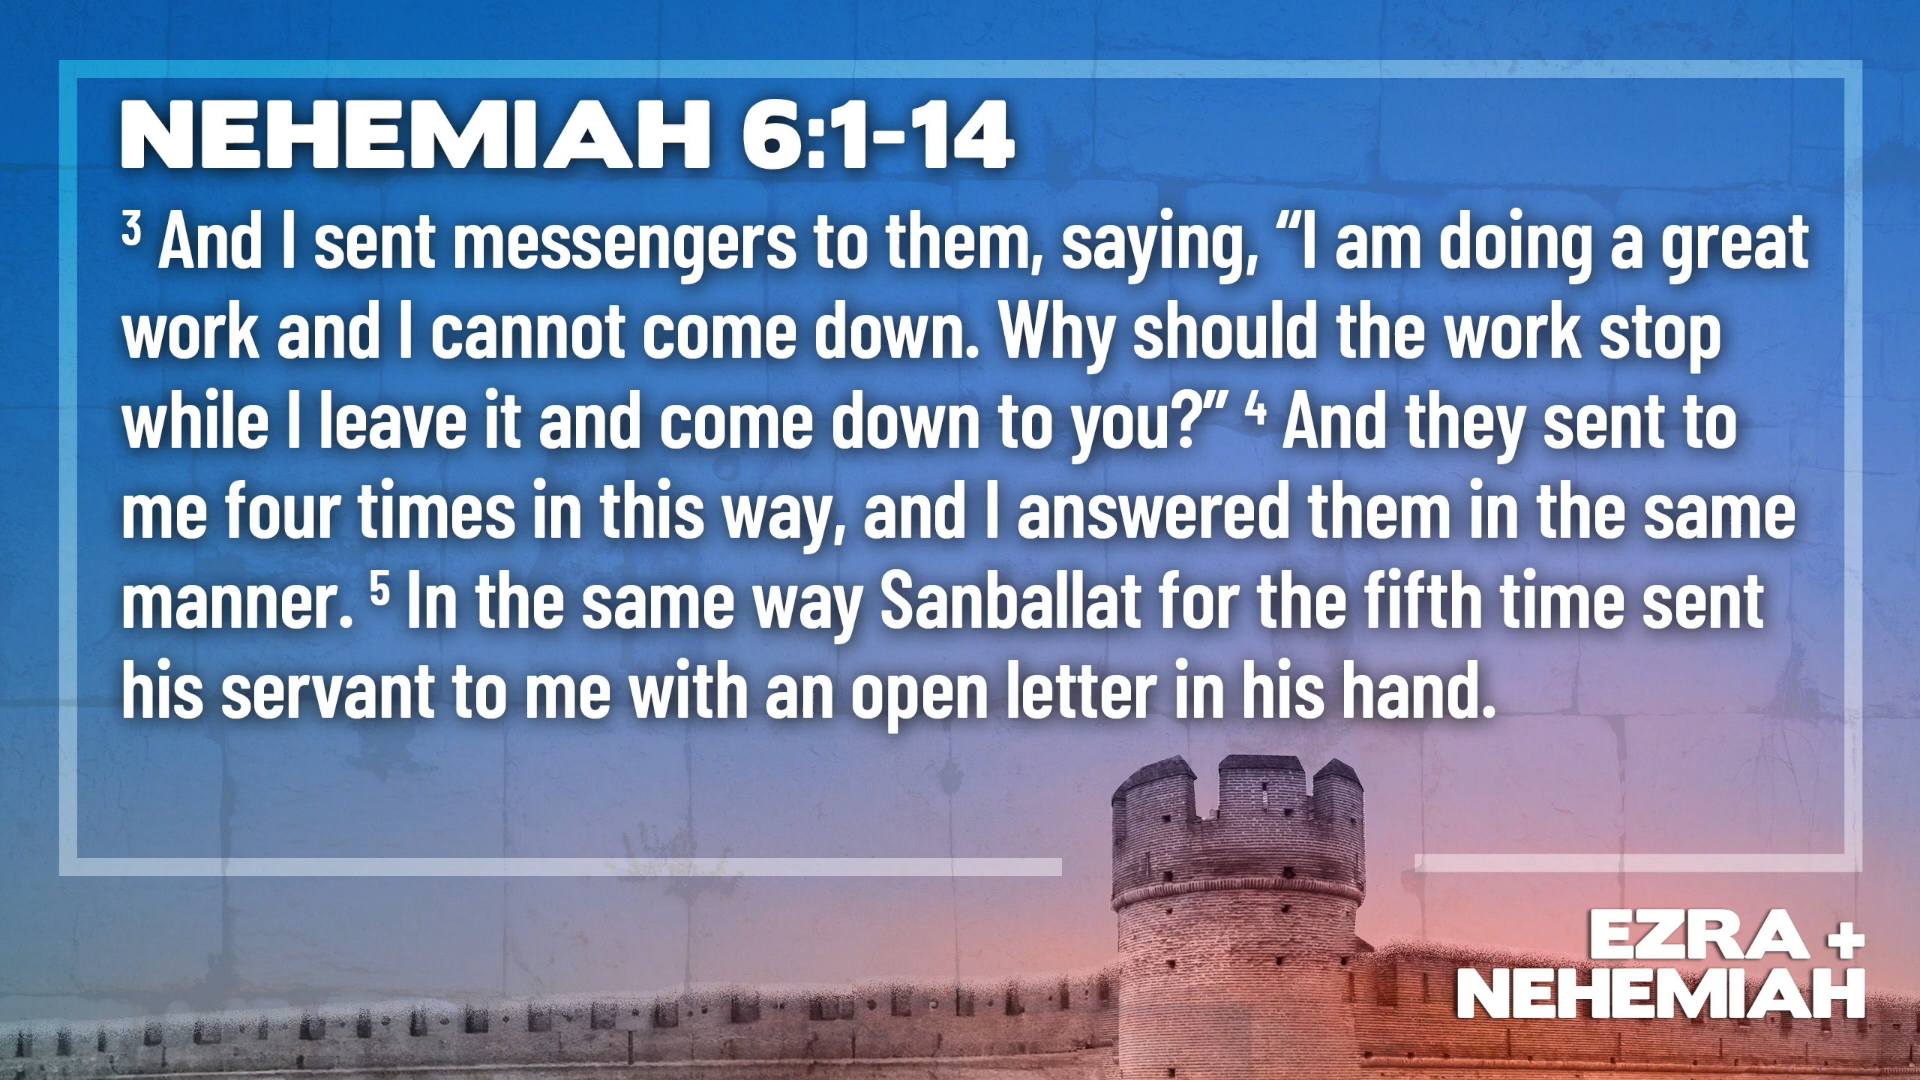 NEHEMIAH 6:1-14
³ And I sent messengers to them, saying, “I am doing a great
work and I cannot come down. Why should the work stop
while I leave it and come down to you?” ⁴ And they sent to
me four times in this way, and I answered them in the same
manner. ⁵ In the same way Sanballat for the fifth time sent
his servant to me with an open letter in his hand.
EZRA +
NEHEMIAH